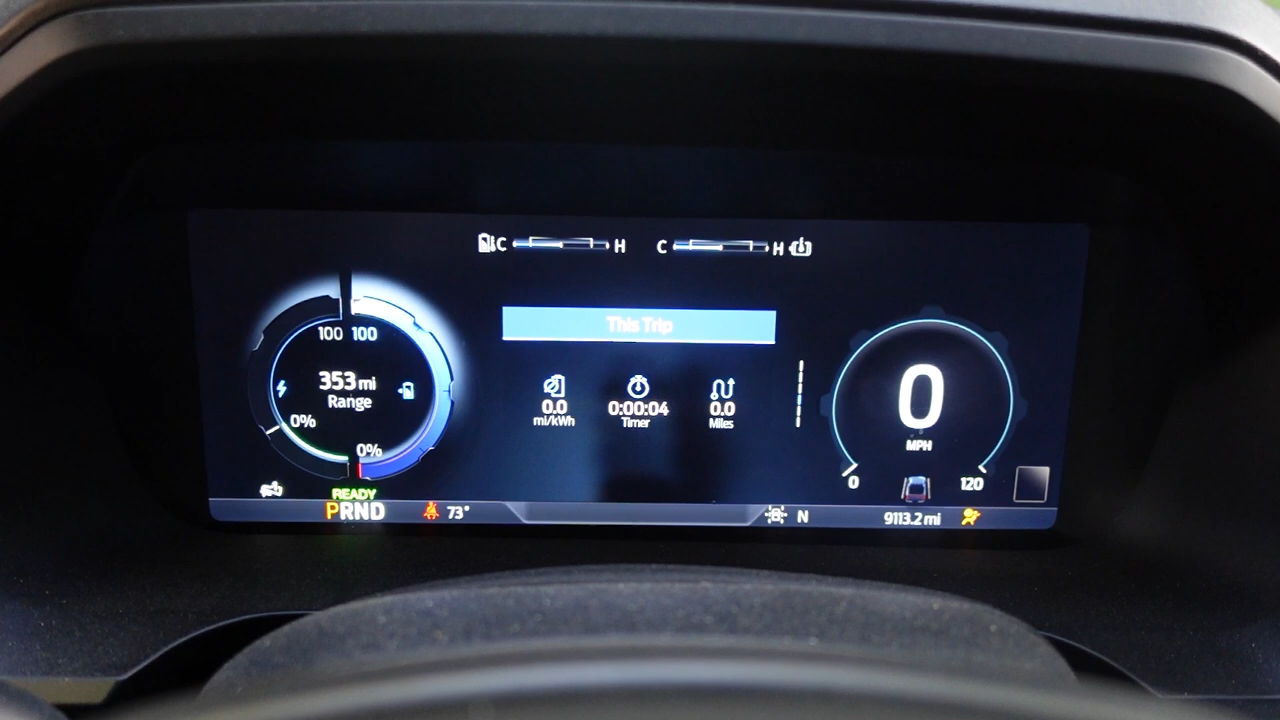 C H C H
This Trip
100 100
353 mi
Range
0% 0%
0.0 0:00:04 0.0
mi/kWh Timer Miles
0
MPH
0 120
READY
PRND 73° N 9113.2 mi